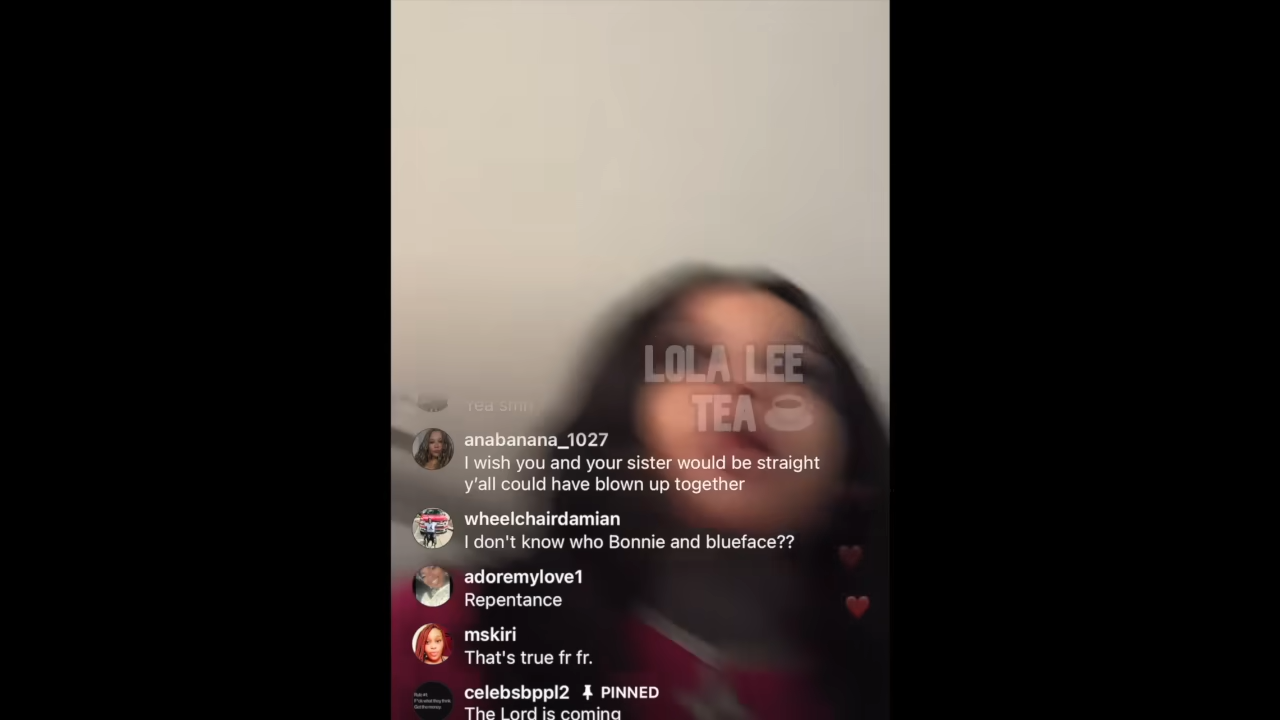 LOLA LEE
TEA
Yea smh
anabanana_1027
I wish you and your sister would be straight
y'all could have blown up together
wheelchairdamian
I don't know who Bonnie and blueface??
adoremylove1
Repentance
mskiri
That's true fr fr.
celebsbppl2 PINNED
The Lord is coming